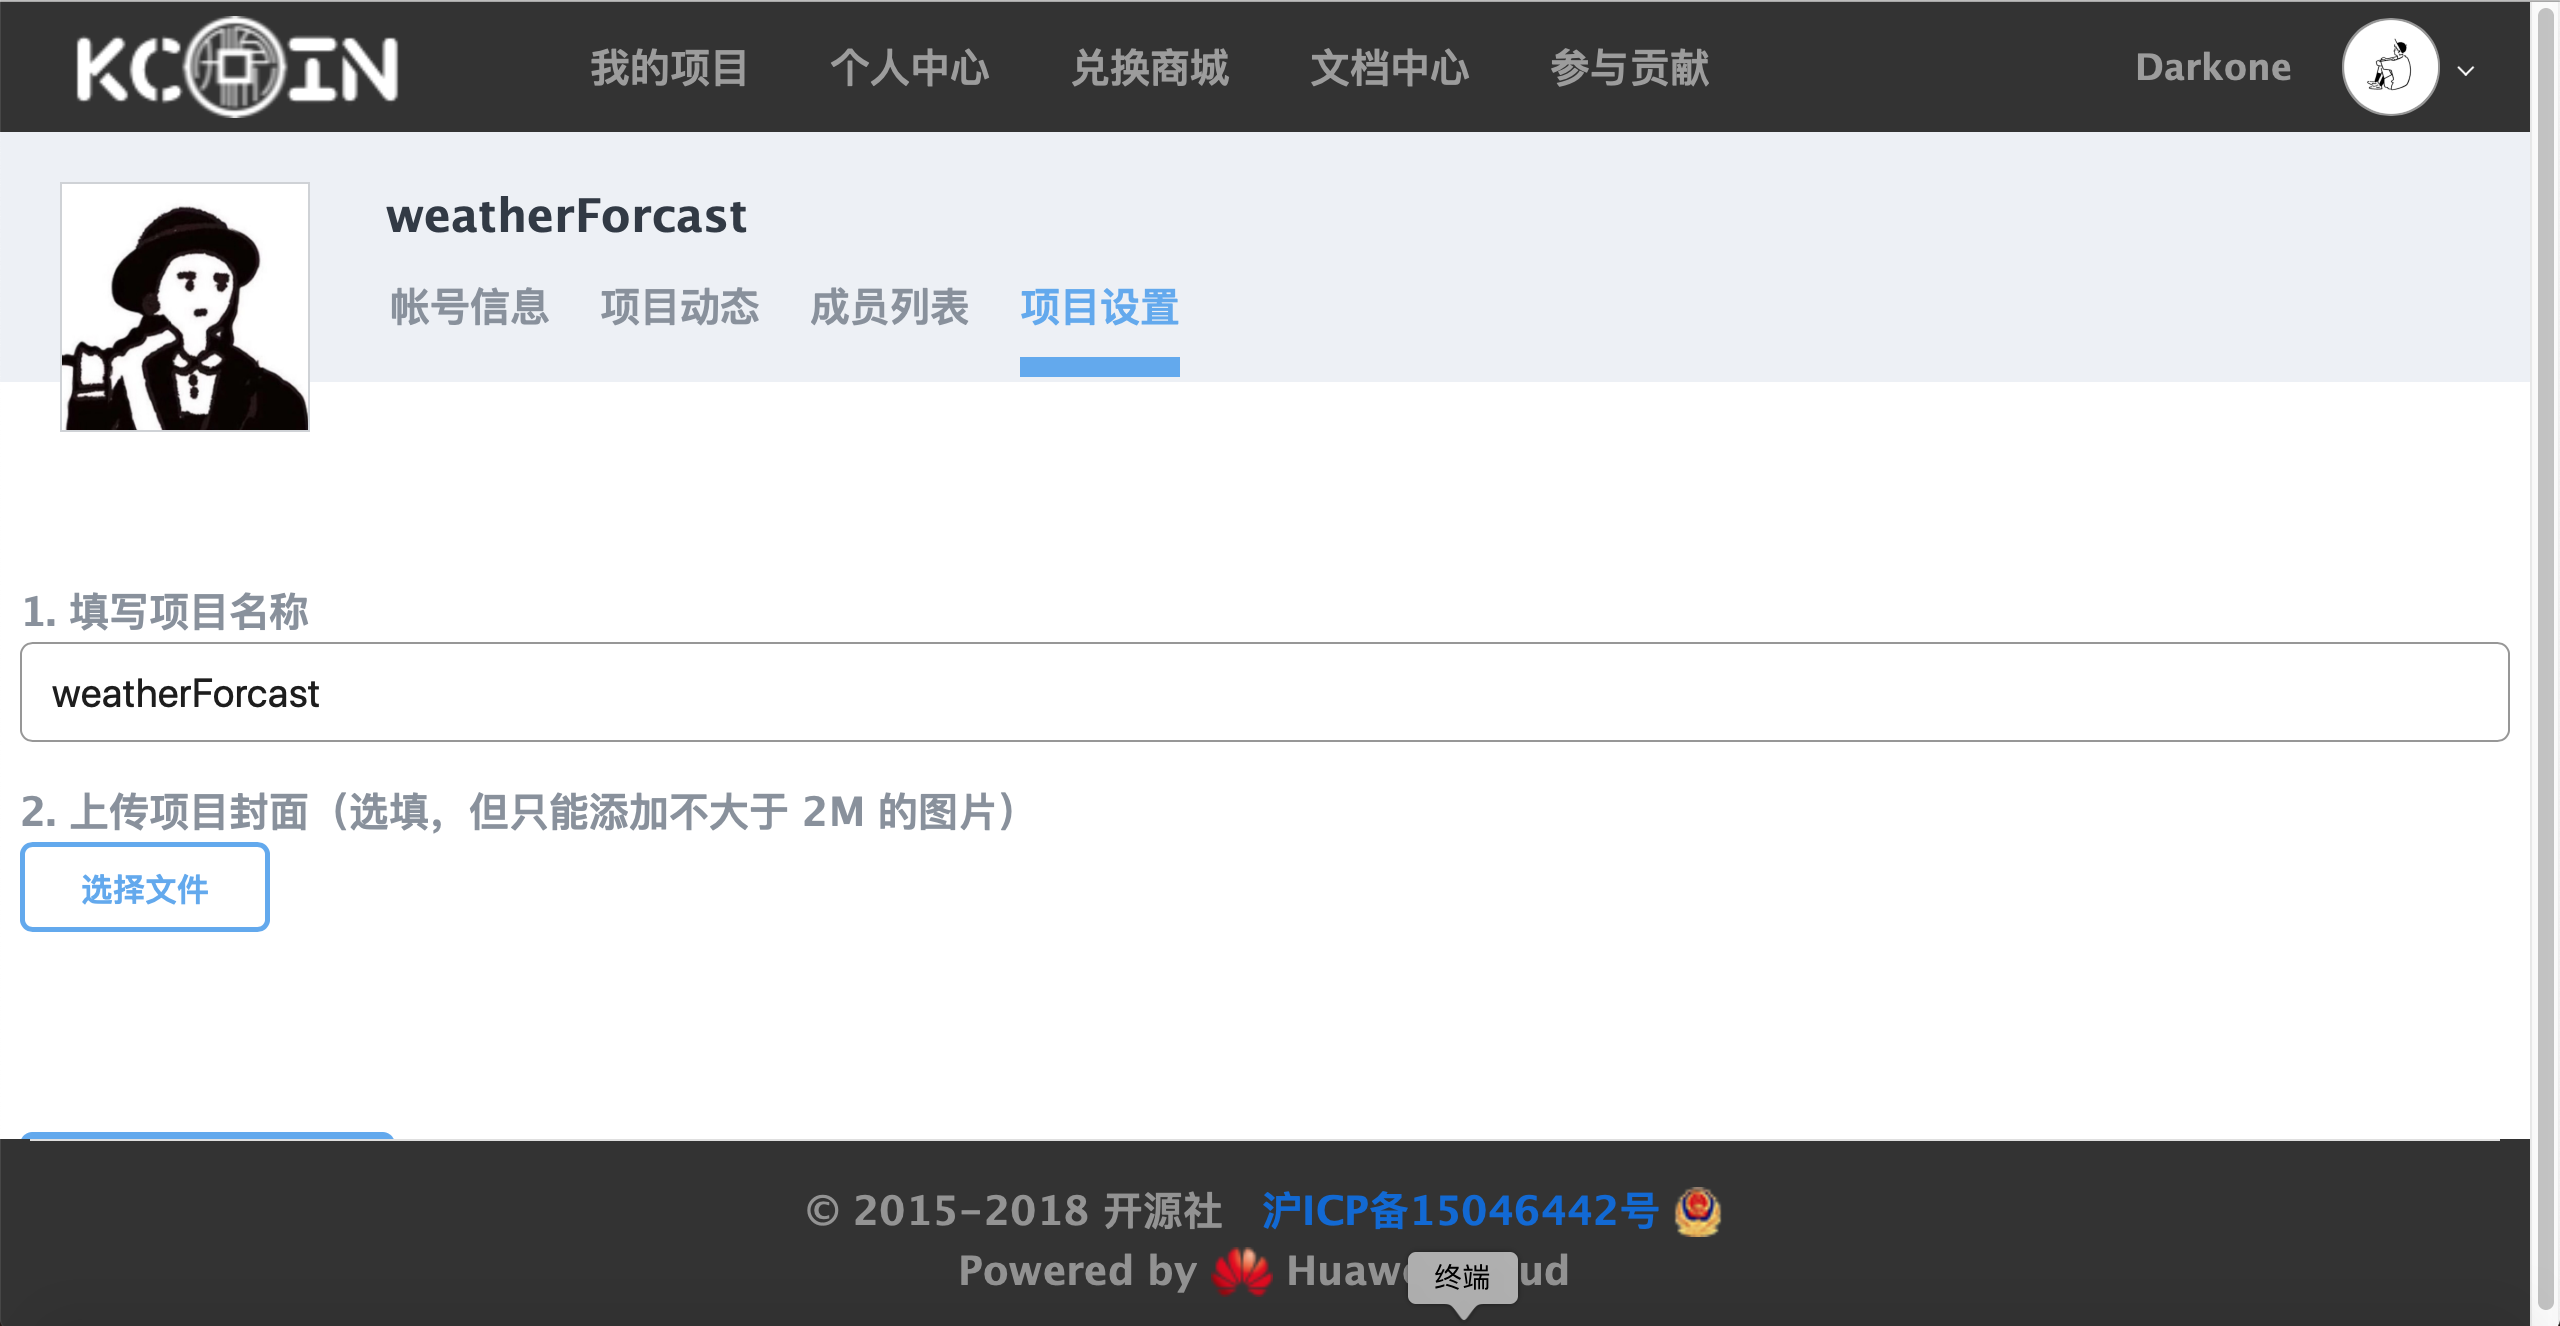 KCOIN 我的项目 个人中心 兑换商城 文档中心 参与贡献 Darkone
weatherForcast
帐号信息 项目动态 成员列表 项目设置
1. 填写项目名称
weatherForcast
2. 上传项目封面（选填，但只能添加不大于 2M 的图片）
选择文件
© 2015-2018 开源社 沪ICP备15046442号
Powered by Huaw ud
终端